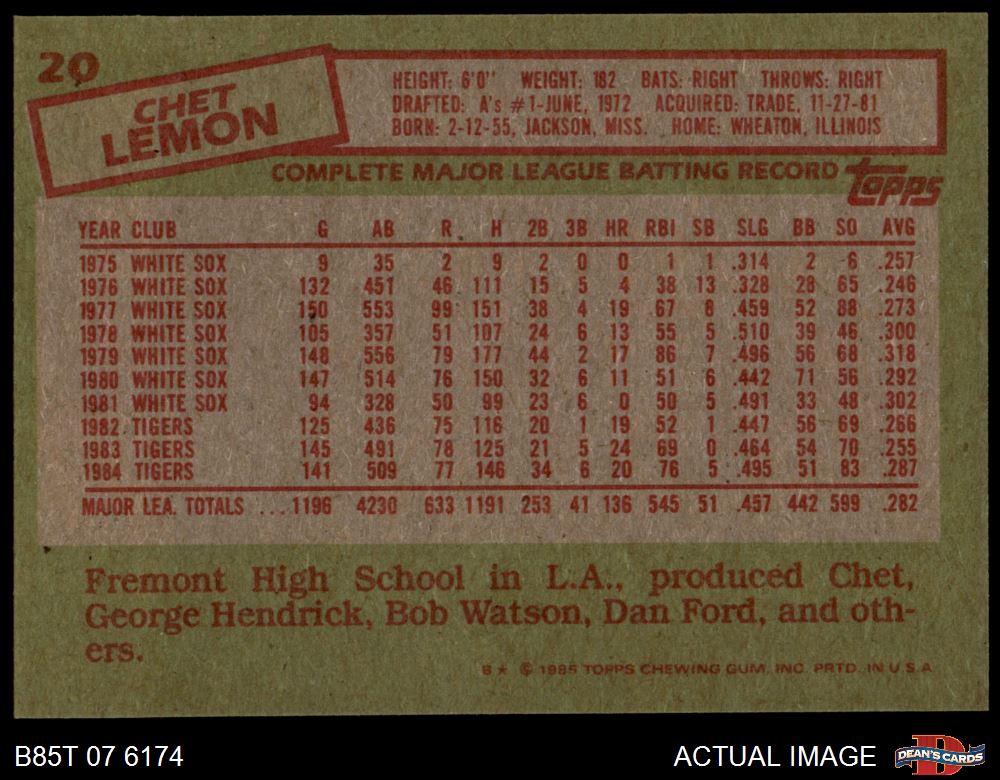 20
CHET
LEMON
HEIGHT: 6'0" WEIGHT: 182 BATS: RIGHT THROWS: RIGHT
DRAFTED: A's #1-JUNE, 1972 ACQUIRED: TRADE, 11-27-81
BORN: 2-12-55, JACKSON, MISS. HOME: WHEATON, ILLINOIS
COMPLETE MAJOR LEAGUE BATTING RECORD topps
YEAR CLUB G AB R H 2B 3B HR RBI SB SLG BB SO AVG
1975 WHITE SOX 9 35 2 9 2 0 0 1 1 .314 2 6 .257
1976 WHITE SOX 132 451 46 111 15 5 4 38 13 .328 28 65 .246
1977 WHITE SOX 150 553 99 151 38 4 19 67 8 .459 52 88 .273
1978 WHITE SOX 105 357 51 107 24 6 13 55 5 .510 39 46 .300
1979 WHITE SOX 148 556 79 177 44 2 17 86 7 .496 56 68 .318
1980 WHITE SOX 147 514 76 150 32 6 11 51 6 .442 71 56 .292
1981 WHITE SOX 94 328 50 99 23 6 0 50 5 .491 33 48 .302
1982 TIGERS 125 436 75 116 20 1 19 52 1 .447 56 69 .266
1983 TIGERS 145 491 78 125 21 5 24 69 0 .464 54 70 .255
1984 TIGERS 141 509 77 146 34 6 20 76 5 .495 51 83 .287
MAJOR LEA. TOTALS ...1196 4230 633 1191 253 41 136 545 51 .457 442 599 .282
Fremont High School in L.A., produced Chet,
George Hendrick, Bob Watson, Dan Ford, and oth-
ers.
B★ © 1985 TOPPS CHEWING GUM, INC. PRTD. IN U.S.A.
B85T 07 6174 ACTUAL IMAGE DEAN'S CARDS